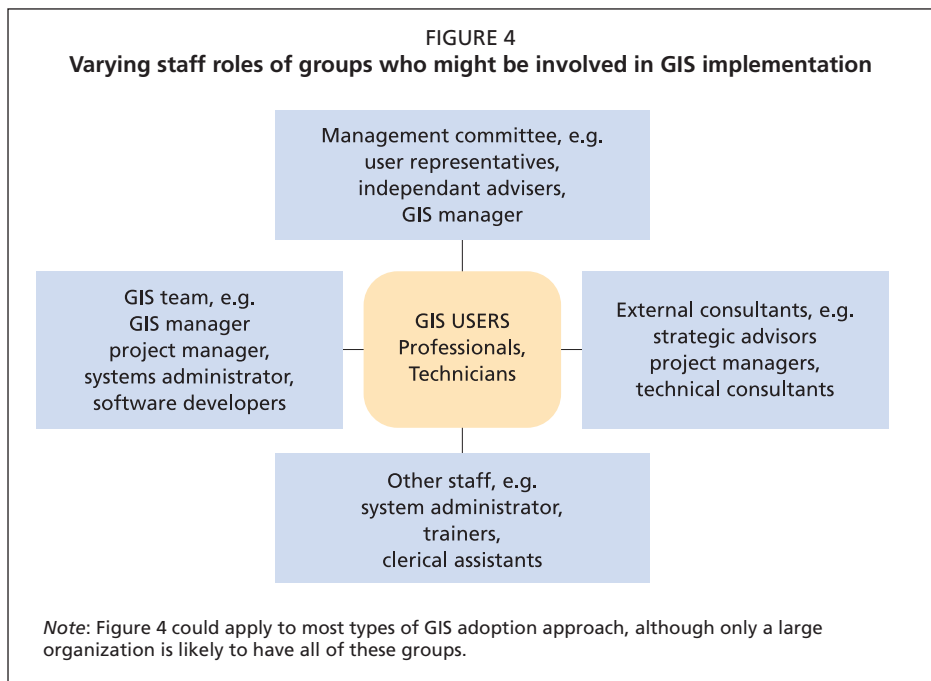 FIGURE 4
Varying staff roles of groups who might be involved in GIS implementation
Management committee, e.g.
user representatives,
independant advisers,
GIS manager
GIS team, e.g.
GIS manager
project manager,
systems administrator,
software developers
GIS USERS
Professionals,
Technicians
External consultants, e.g.
strategic advisors
project managers,
technical consultants
Other staff, e.g.
system administrator,
trainers,
clerical assistants
Note: Figure 4 could apply to most types of GIS adoption approach, although only a large
organization is likely to have all of these groups.